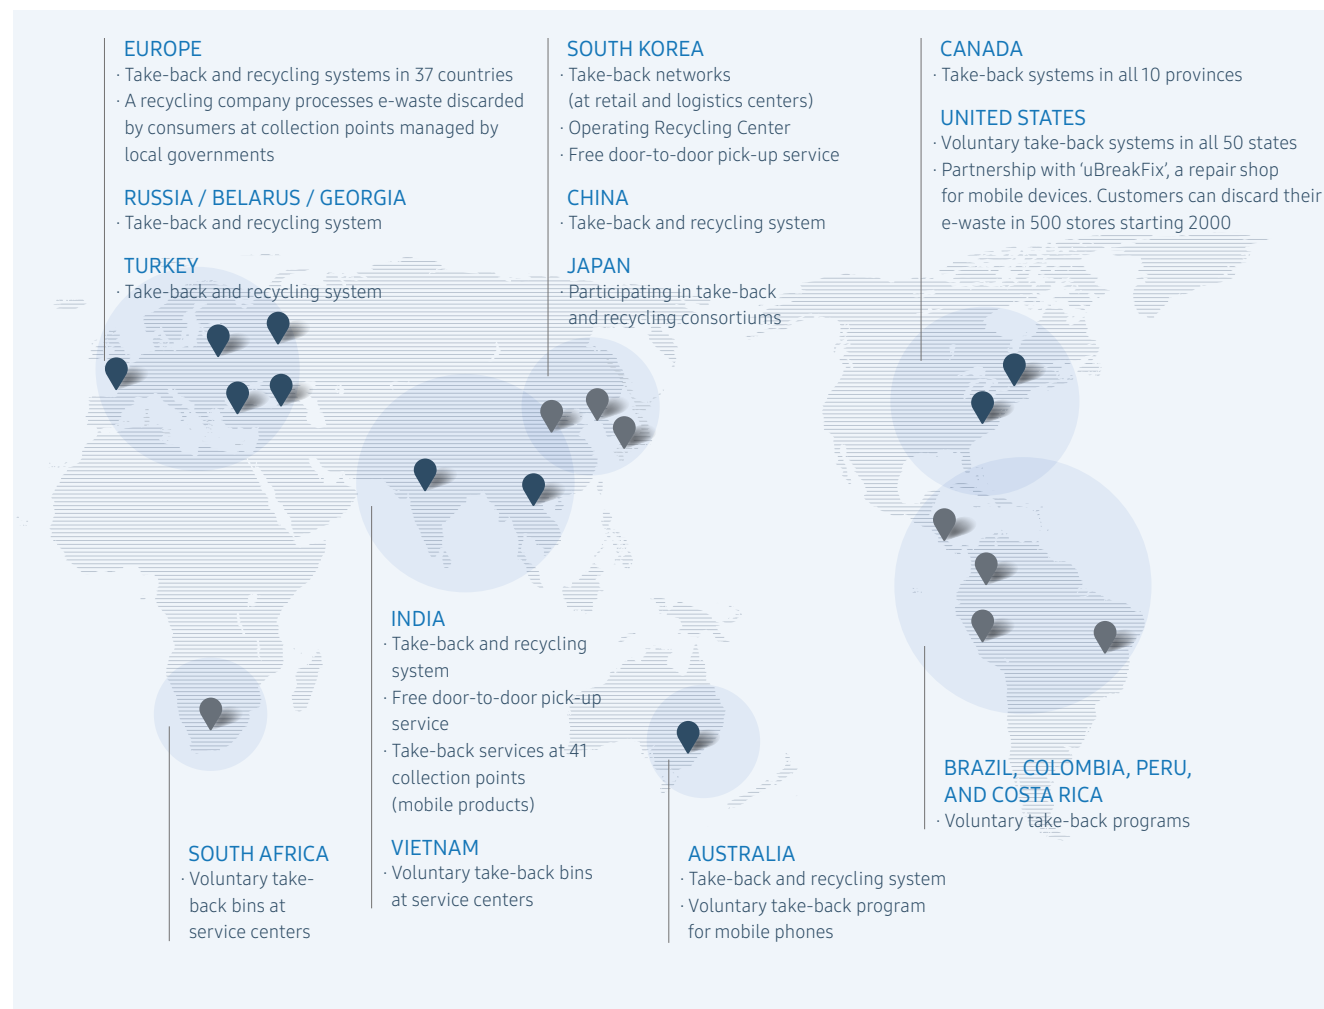 EUROPE
· Take-back and recycling systems in 37 countries
· A recycling company processes e-waste discarded
by consumers at collection points managed by
local governments
RUSSIA / BELARUS / GEORGIA
· Take-back and recycling system
TURKEY
· Take-back and recycling system
SOUTH KOREA
· Take-back networks
(at retail and logistics centers)
· Operating Recycling Center
· Free door-to-door pick-up service
CHINA
· Take-back and recycling system
JAPAN
· Participating in take-back
and recycling consortiums
CANADA
· Take-back systems in all 10 provinces
UNITED STATES
· Voluntary take-back systems in all 50 states
· Partnership with ‘uBreakFix’, a repair shop
for mobile devices. Customers can discard their
e-waste in 500 stores starting 2000
INDIA
· Take-back and recycling
system
· Free door-to-door pick-up
service
· Take-back services at 41
collection points
(mobile products)
VIETNAM
· Voluntary take-back bins
at service centers
SOUTH AFRICA
· Voluntary take-
back bins at
service centers
AUSTRALIA
· Take-back and recycling system
· Voluntary take-back program
for mobile phones
BRAZIL, COLOMBIA, PERU,
AND COSTA RICA
· Voluntary take-back programs